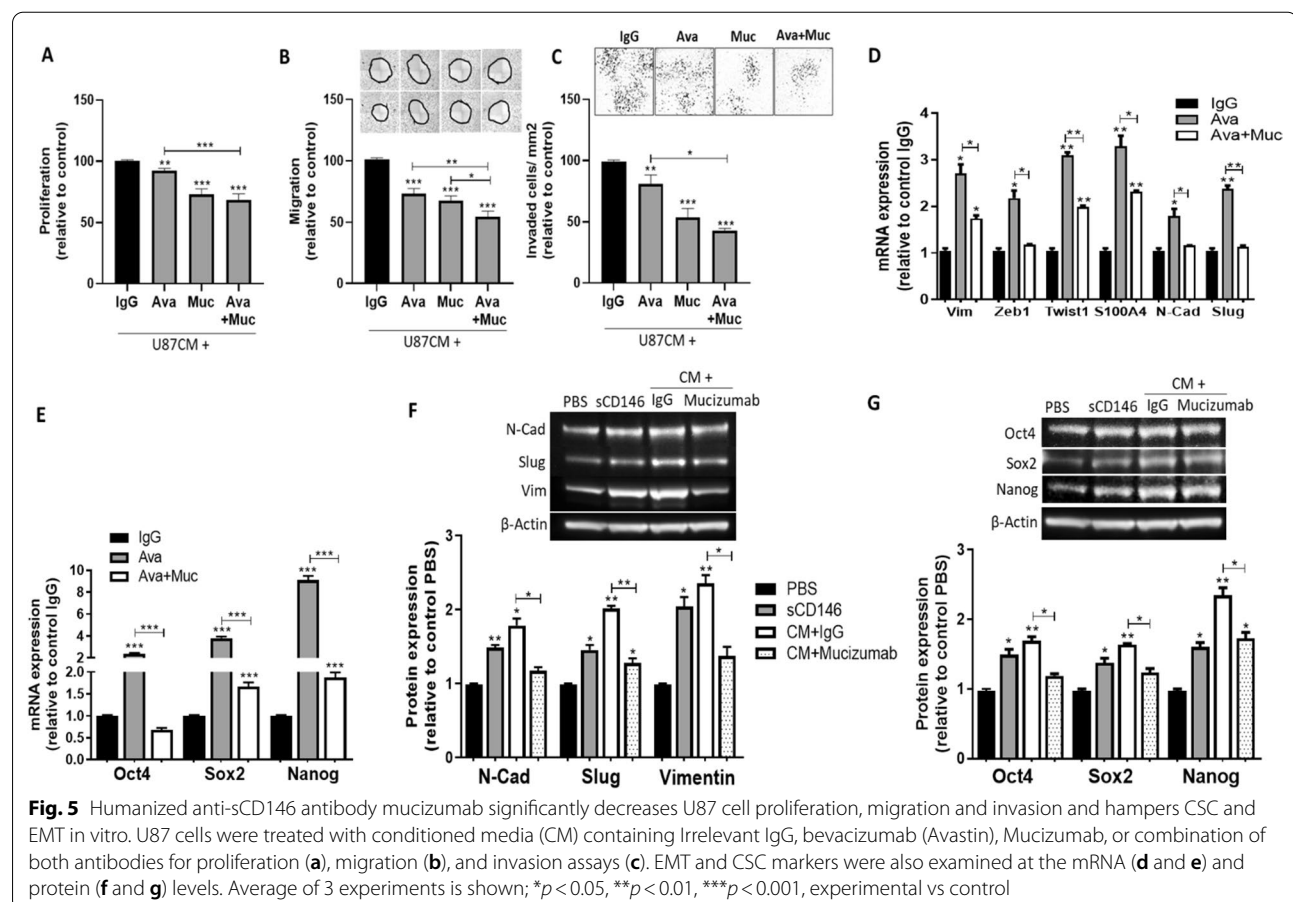 A
Proliferation
(relative to control)
150
100
50
0
**
***
***
***
IgG
Ava
Muc
Ava
+Muc
U87CM +
B
Migration
(relative to control)
150
100
50
0
***
***
***
**
*
IgG
Ava
Muc
Ava
+Muc
U87CM +
C
IgG
Ava
Muc
Ava+Muc
Invaded cells/ mm2
(relative to control)
150
100
50
0
**
***
***
*
IgG
Ava
Muc
Ava
+Muc
U87CM +
D
IgG
Ava
Ava+Muc
mRNA expression
(relative to control IgG)
4
3
2
1
0
*
*
*
*
*
**
**
**
**
**
*
*
*
**
**
Vim
Zeb1
Twist1
S100A4
N-Cad
Slug
E
IgG
Ava
Ava+Muc
mRNA expression
(relative to control IgG)
10
8
6
4
2
2.0
1.5
1.0
0.5
0.0
***
***
***
***
***
***
***
***
Oct4
Sox2
Nanog
F
CM +
PBS
sCD146
IgG
Mucizumab
N-Cad
Slug
Vim
β-Actin
Protein expression
(relative to control PBS)
3
2
1
0
**
*
*
*
**
**
*
*
**
*
PBS
sCD146
CM+IgG
CM+Mucizumab
N-Cad
Slug
Vimentin
G
CM +
PBS
sCD146
IgG
Mucizumab
Oct4
Sox2
Nanog
β-Actin
Protein expression
(relative to control PBS)
3
2
1
0
*
**
*
*
**
*
*
**
*
*
Oct4
Sox2
Nanog
Fig. 5 Humanized anti-sCD146 antibody mucizumab significantly decreases U87 cell proliferation, migration and invasion and hampers CSC and
EMT in vitro. U87 cells were treated with conditioned media (CM) containing Irrelevant IgG, bevacizumab (Avastin), Mucizumab, or combination of
both antibodies for proliferation (a), migration (b), and invasion assays (c). EMT and CSC markers were also examined at the mRNA (d and e) and
protein (f and g) levels. Average of 3 experiments is shown; *p < 0.05, **p < 0.01, ***p < 0.001, experimental vs control